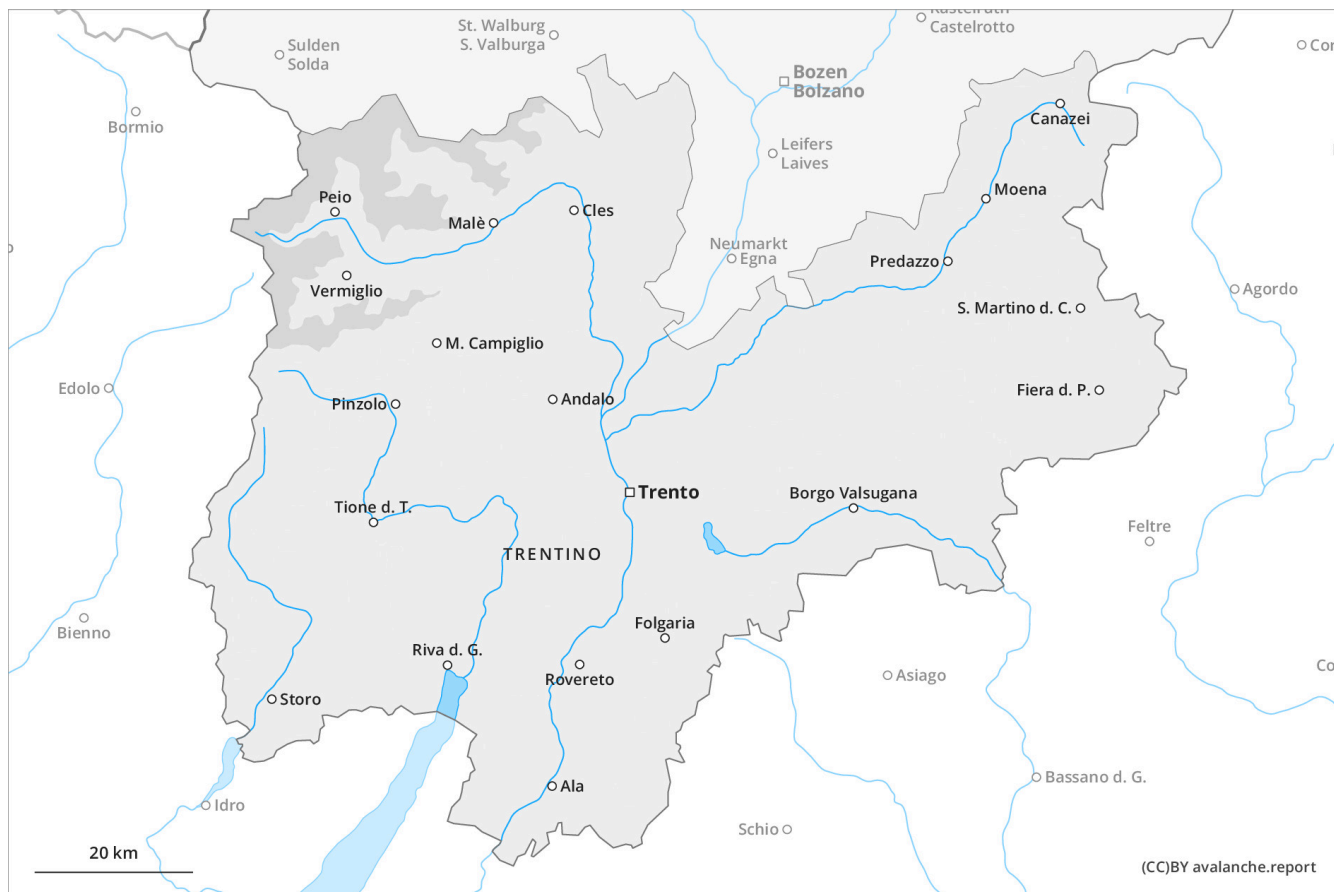 Castelrotto
St. Walburg
S. Valburga
Sulden
Solda
Bozen
Bolzano
Bormio
Canazei
Leifers
Laives
Moena
Peio
Malè
Cles
Neumarkt
Egna
Predazzo
Vermiglio
Agordo
S. Martino d. C.
M. Campiglio
Edolo
Pinzolo
Andalo
Fiera d. P.
Trento
Borgo Valsugana
Tione d. T.
Feltre
TRENTINO
Bienno
Folgaria
Riva d. G.
Rovereto
Asiago
Storo
Ala
Bassano d. G.
Idro
Schio
20 km
(CC)BY avalanche.report